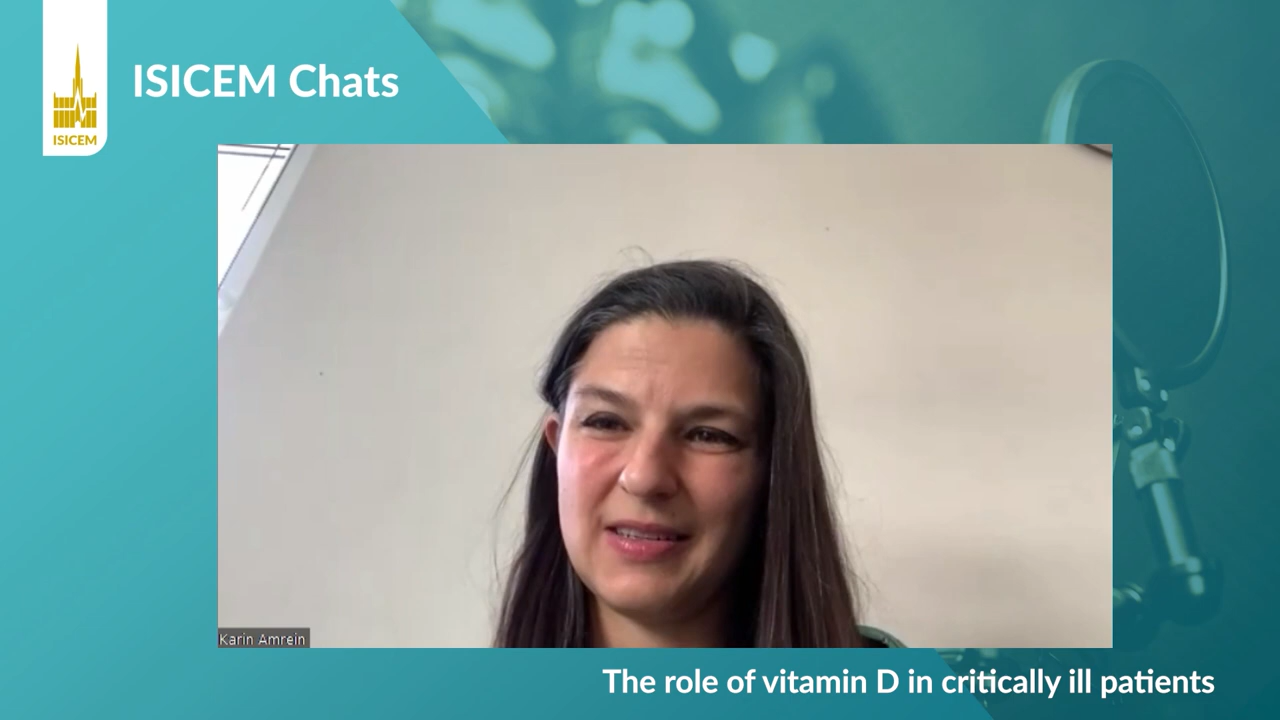 ISICEM Chats
ISICEM
Karin Amrein
The role of vitamin D in critically ill patients